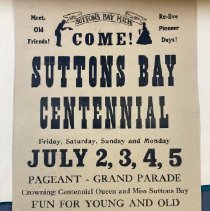 Meet Old Friends!
SUTTONS BAY MICH.
Re-live Pioneer Days!
COME!
SUTTONS BAY
CENTENNIAL
Friday, Saturday, Sunday and Monday
JULY 2, 3, 4, 5
PAGEANT - GRAND PARADE
Crowning: Centennial Queen and Miss Suttons Bay
FUN FOR YOUNG AND OLD